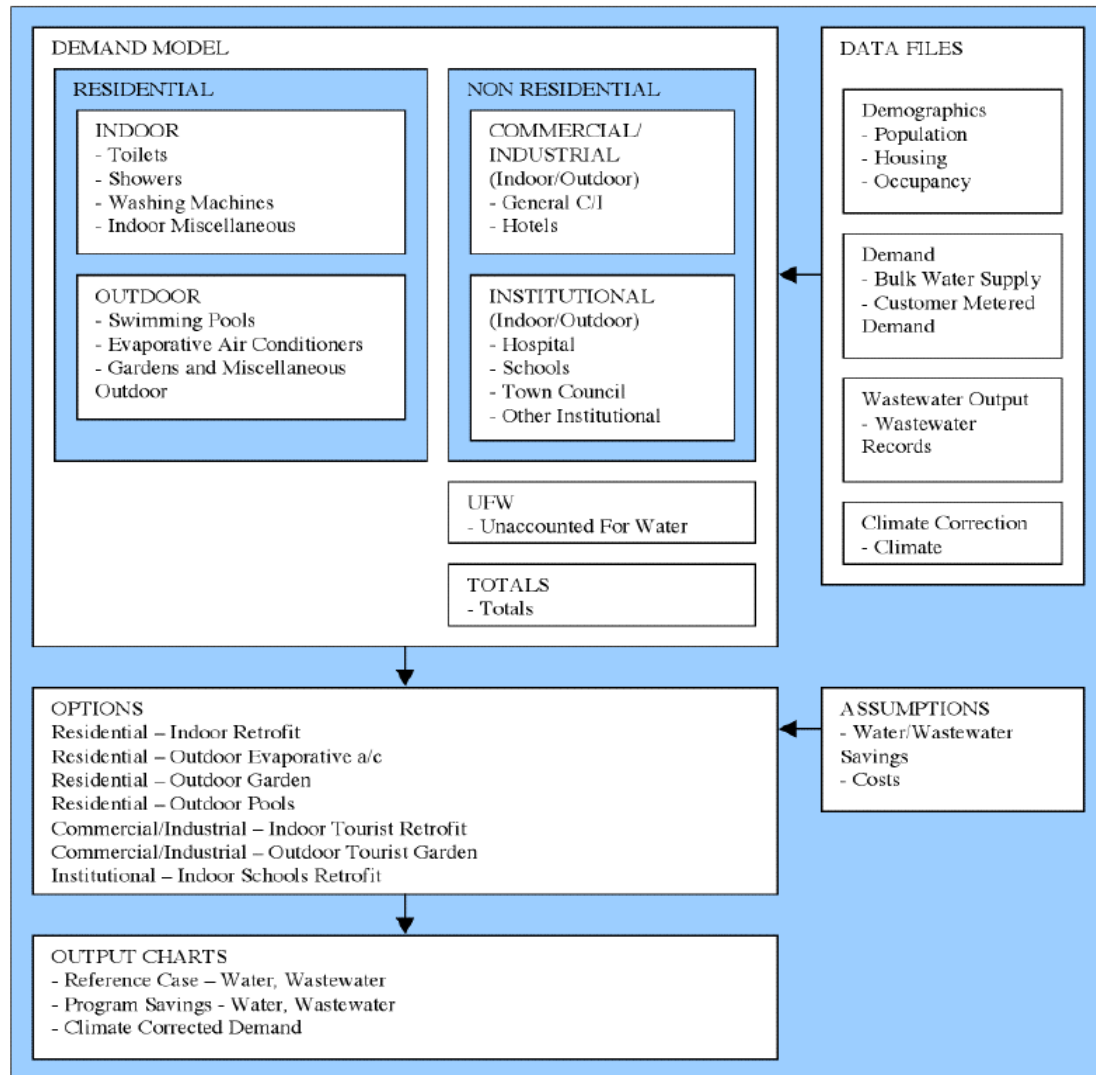 DEMAND MODEL
RESIDENTIAL
INDOOR
- Toilets
- Showers
- Washing Machines
- Indoor Miscellaneous
OUTDOOR
- Swimming Pools
- Evaporative Air Conditioners
- Gardens and Miscellaneous
Outdoor
NON RESIDENTIAL
COMMERCIAL/
INDUSTRIAL
(Indoor/Outdoor)
- General C/I
- Hotels
INSTITUTIONAL
(Indoor/Outdoor)
- Hospital
- Schools
- Town Council
- Other Institutional
UFW
- Unaccounted For Water
TOTALS
- Totals
DATA FILES
Demographics
- Population
- Housing
- Occupancy
Demand
- Bulk Water Supply
- Customer Metered
Demand
Wastewater Output
- Wastewater
Records
Climate Correction
- Climate
OPTIONS
Residential – Indoor Retrofit
Residential – Outdoor Evaporative a/c
Residential – Outdoor Garden
Residential – Outdoor Pools
Commercial/Industrial – Indoor Tourist Retrofit
Commercial/Industrial – Outdoor Tourist Garden
Institutional – Indoor Schools Retrofit
ASSUMPTIONS
- Water/Wastewater
Savings
- Costs
OUTPUT CHARTS
- Reference Case – Water, Wastewater
- Program Savings - Water, Wastewater
- Climate Corrected Demand